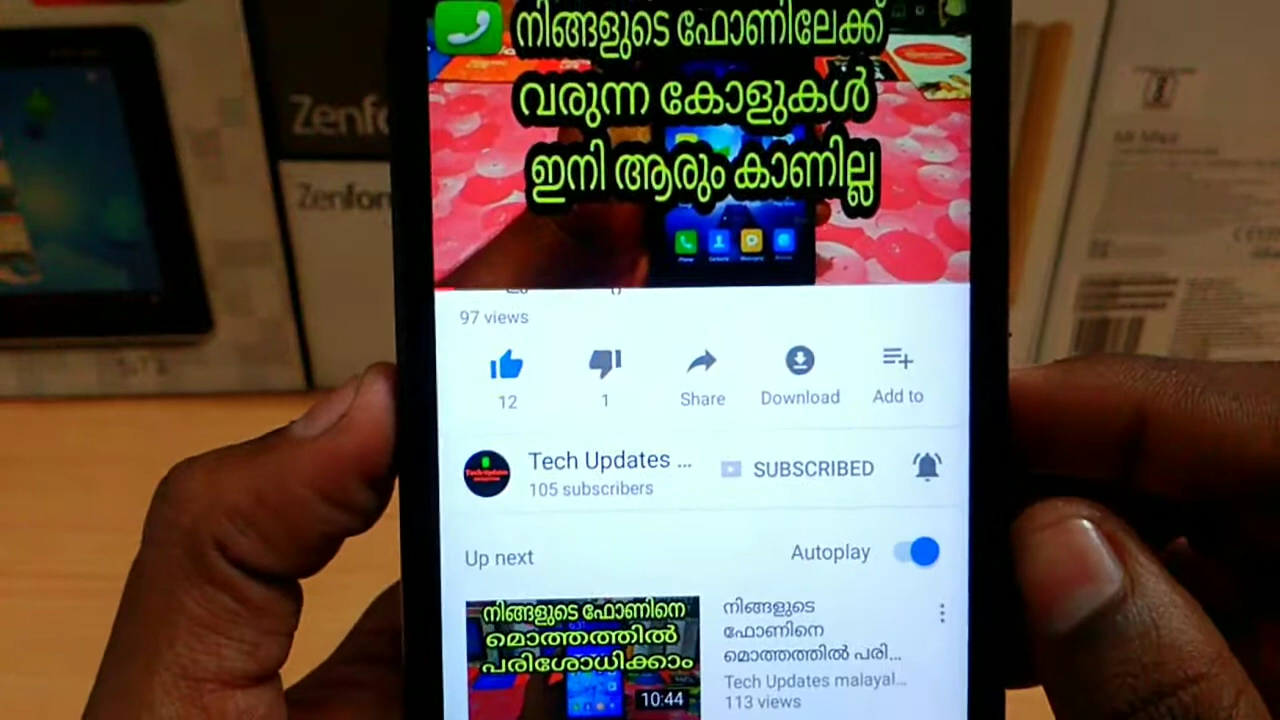 നിങ്ങളുടെ ഫോണിലേക്ക്
വരുന്ന കോളുകൾ
ഇനി ആരും കാണില്ല
97 views
12
1
Share
Download
Add to
Tech Updates ...
105 subscribers
SUBSCRIBED
Up next
Autoplay
നിങ്ങളുടെ ഫോണിനെ
മൊത്തത്തിൽ
പരിശോധിക്കാം
10:44
നിങ്ങളുടെ
ഫോണിനെ
മൊത്തത്തിൽ പരി...
Tech Updates malayal...
113 views
Zenfo
Zenfon